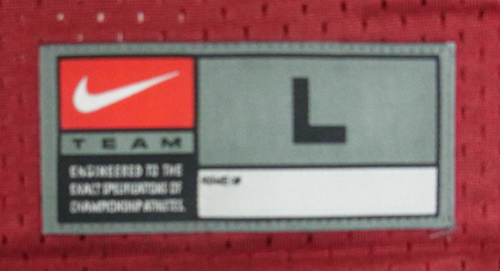 TEAM
L
ENGINEERED TO THE
EXACT SPECIFICATIONS OF
CHAMPIONSHIP ATHLETES.